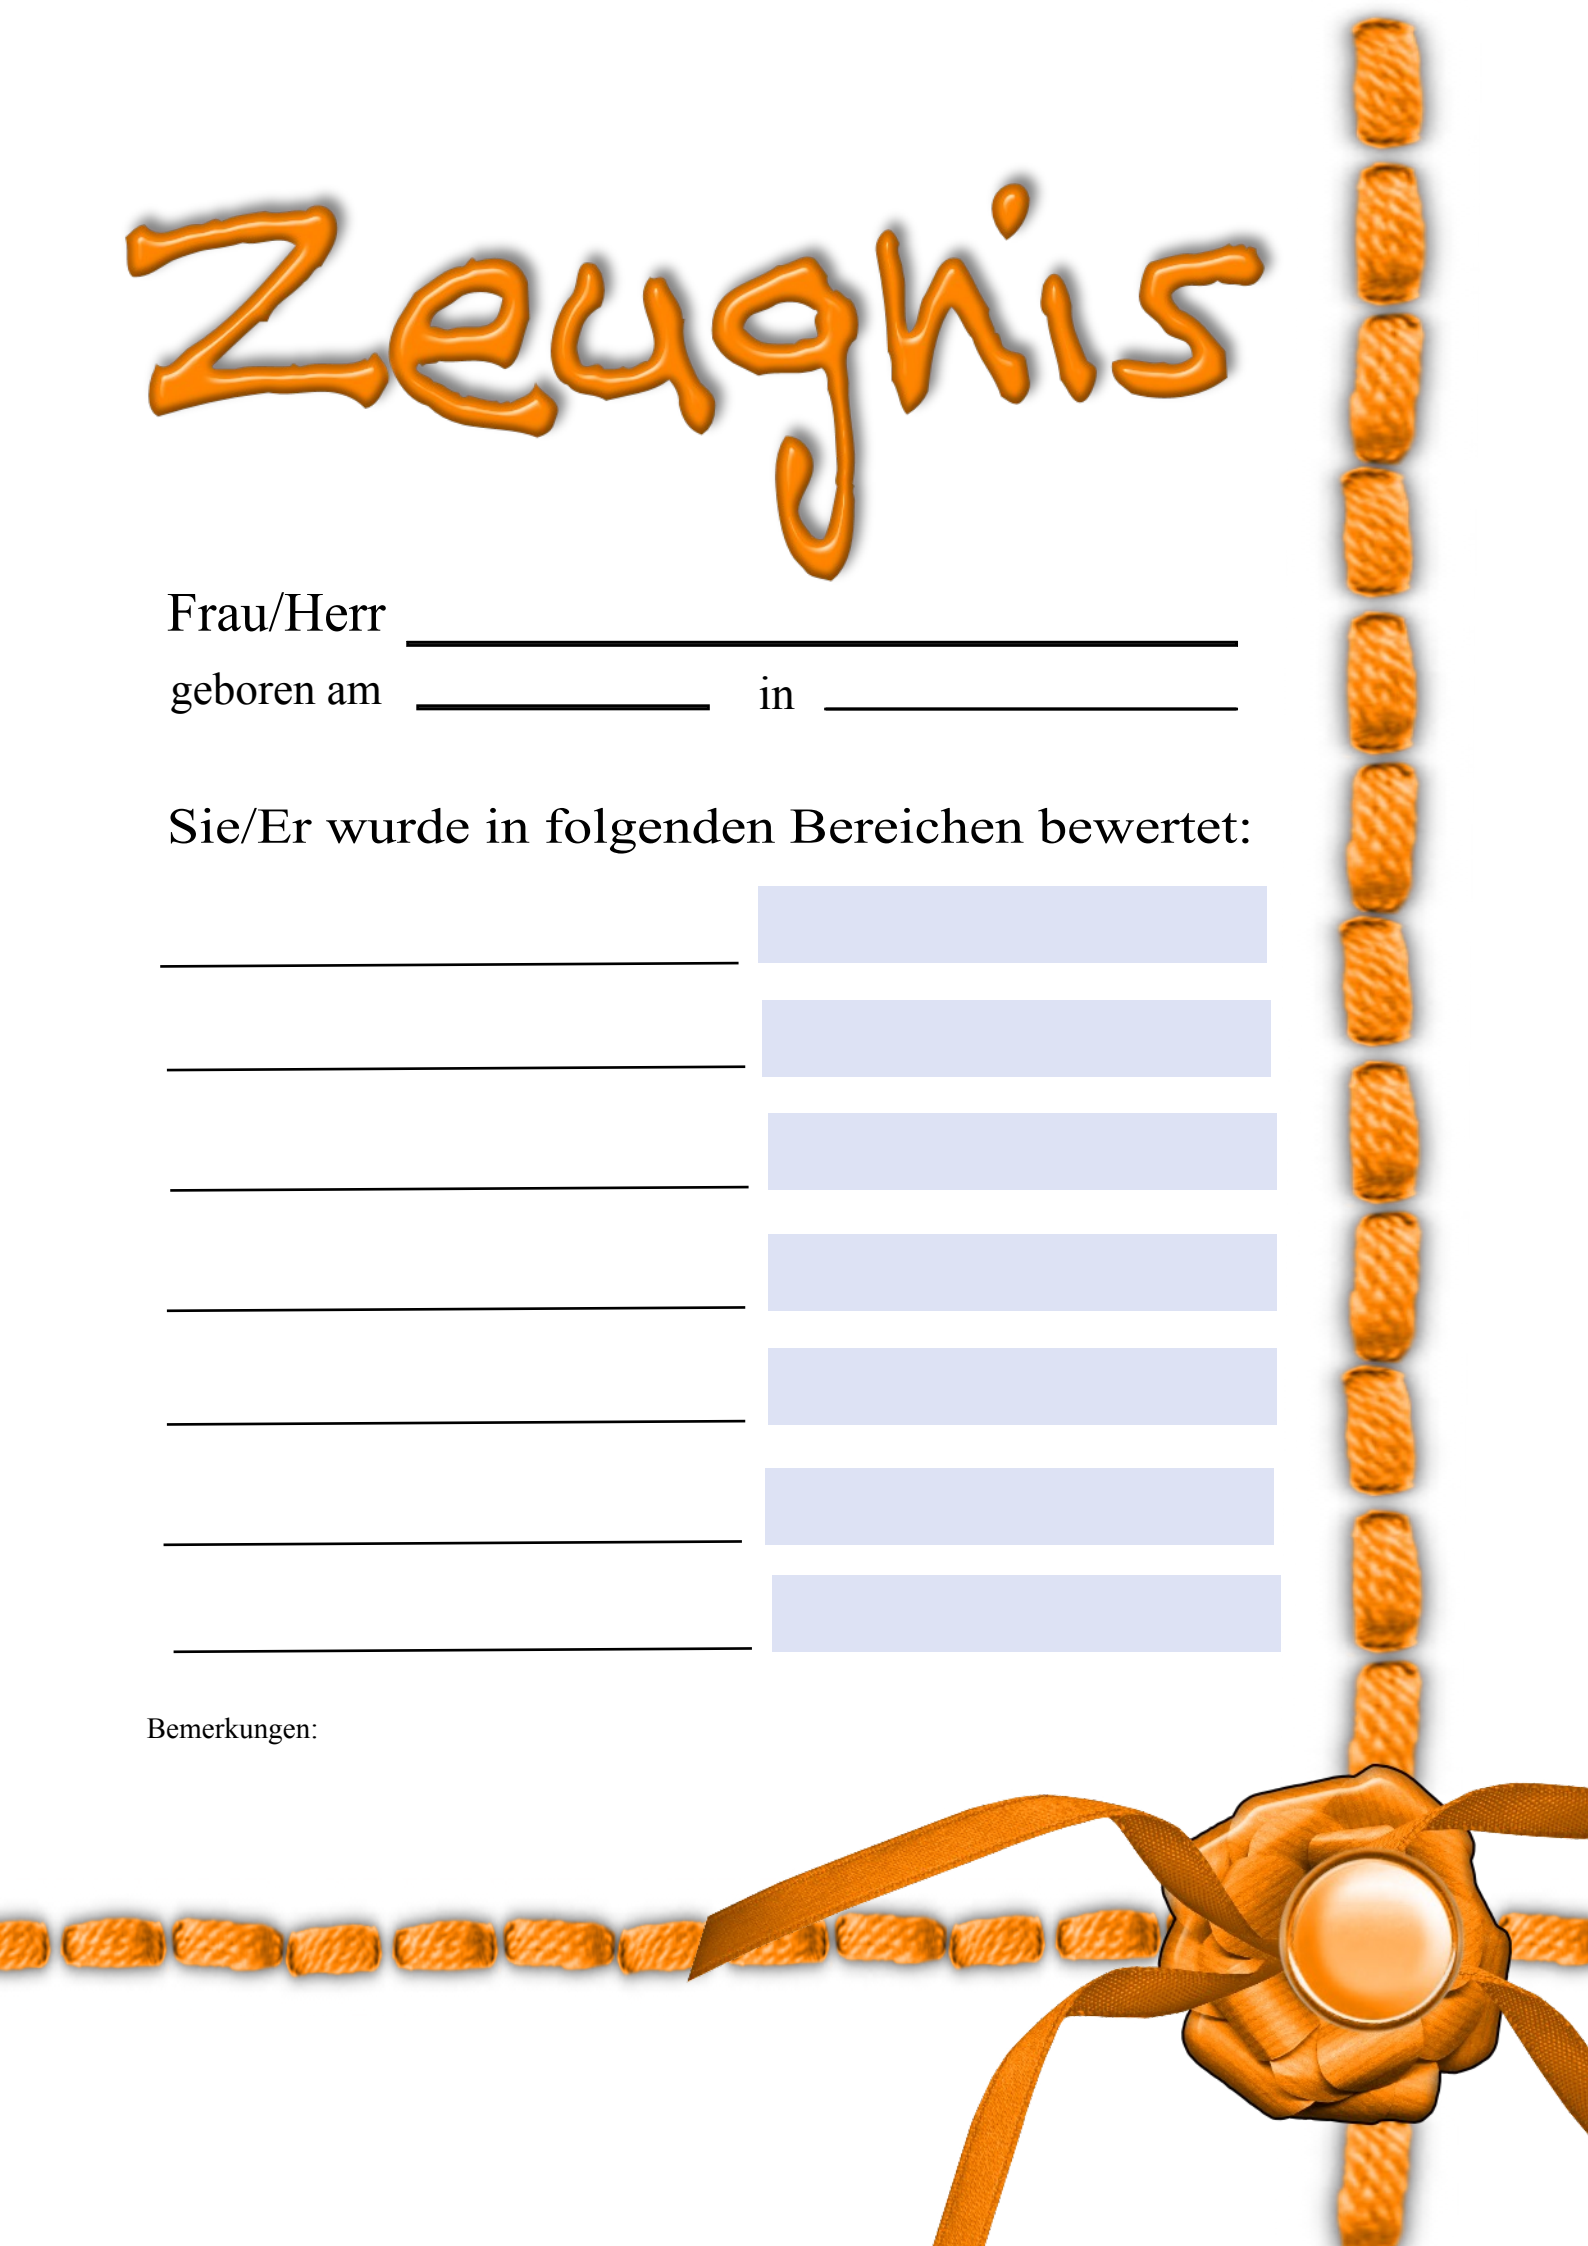 Zeugnis
Frau/Herr
geboren am in
Sie/Er wurde in folgenden Bereichen bewertet:
Bemerkungen: